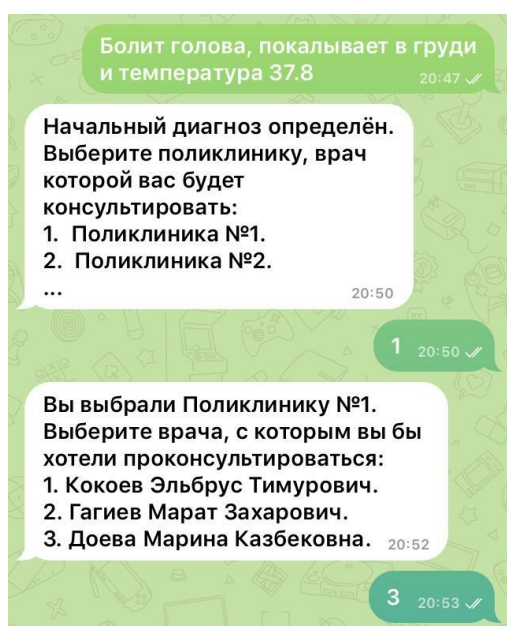 Болит голова, покалывает в груди
и температура 37.8
20:47
Начальный диагноз определён.
Выберите поликлинику, врач
которой вас будет
консультировать:
1. Поликлиника №1.
2. Поликлиника №2.
...
20:50
1
20:50
Вы выбрали Поликлинику №1.
Выберите врача, с которым вы бы
хотели проконсультироваться:
1. Кокоев Эльбрус Тимурович.
2. Гагиев Марат Захарович.
3. Доева Марина Казбековна.
20:52
3
20:53